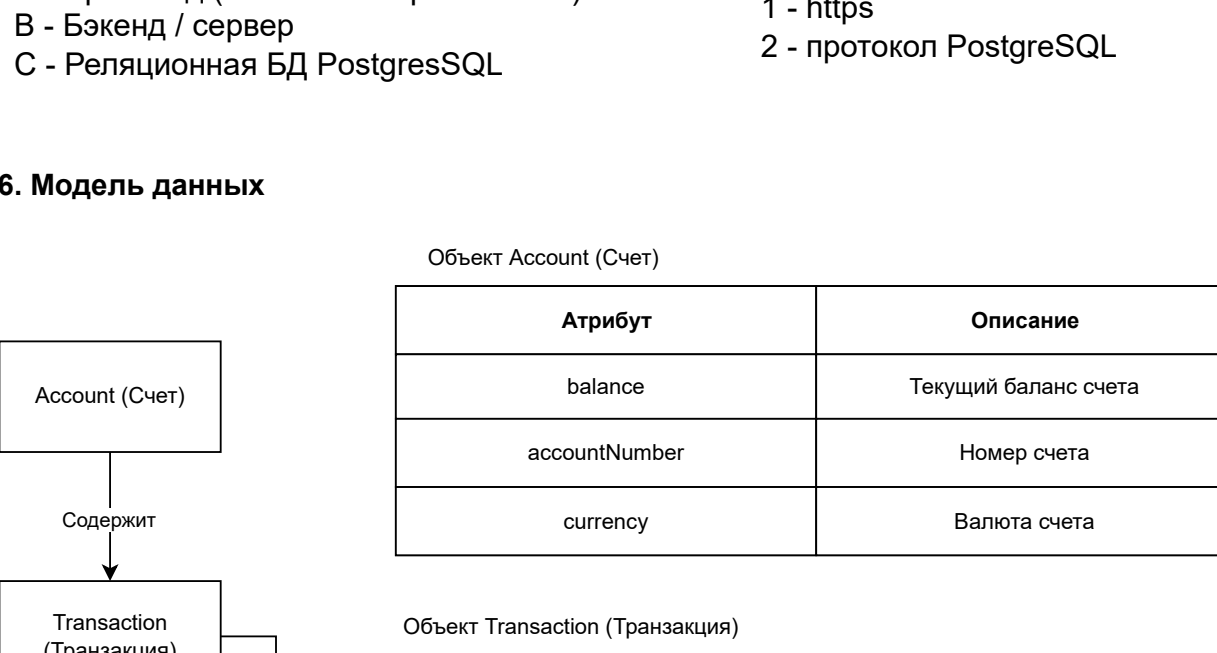 В - Бэкенд / сервер
С - Реляционная БД PostgresSQL
1 - https
2 - протокол PostgreSQL
6. Модель данных
Объект Account (Счет)
Атрибут Описание
balance Текущий баланс счета
accountNumber Номер счета
currency Валюта счета
Account (Счет)
Содержит
Transaction
(Транзакция)
Объект Transaction (Транзакция)